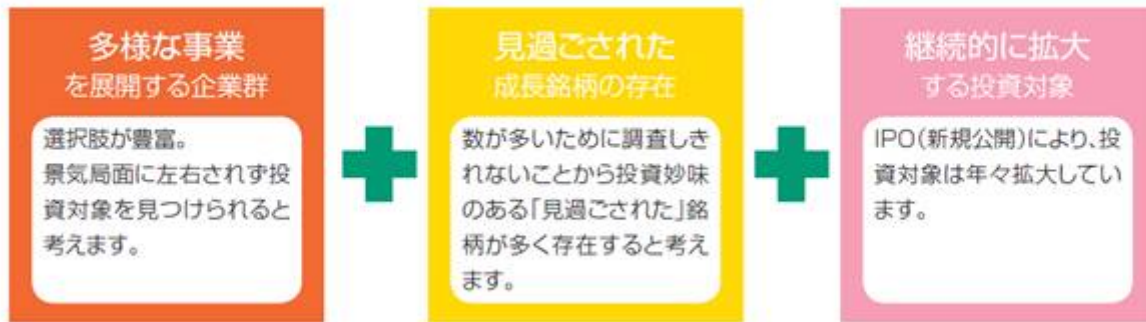 多様な事業
を展開する企業群
選択肢が豊富。
景気局面に左右されず投
資対象を見つけられると
考えます。
見過ごされた
成長銘柄の存在
数が多いために調査しき
れないことから投資妙味
のある「見過ごされた」銘
柄が多く存在すると考え
ます。
継続的に拡大
する投資対象
IPO(新規公開)により、投
資対象は年々拡大してい
ます。